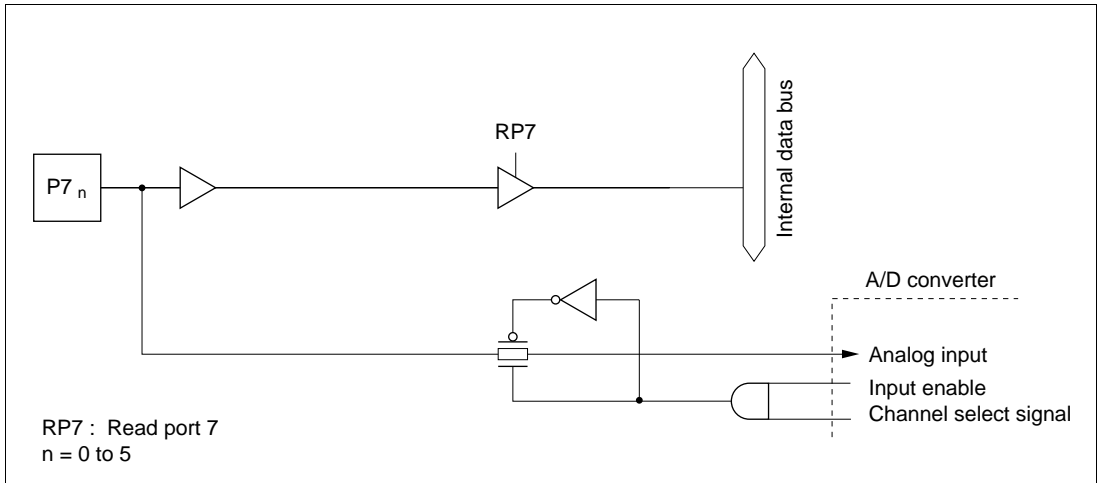 RP7
P7 n
Internal data bus
A/D converter
Analog input
Input enable
Channel select signal
RP7 : Read port 7
n = 0 to 5